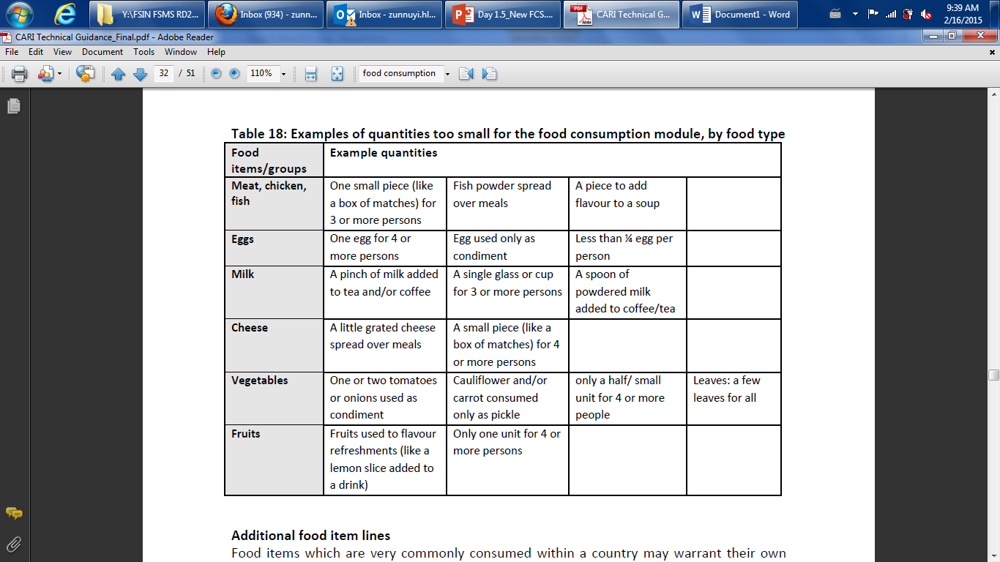 Y:\FSIN FSMS RD2...
Inbox (934) - zunn...
Inbox - zunnuyi.hl...
Day 1.5_New FCS....
CARI Technical G...
Document1 - Word
9:39 AM
2/16/2015
CARI Technical Guidance_Final.pdf - Adobe Reader
File Edit View Document Tools Window Help
32 / 51 110% food consumption
Table 18: Examples of quantities too small for the food consumption module, by food type
Food
items/groups
Example quantities
Meat, chicken,
fish
One small piece (like
a box of matches) for
3 or more persons
Fish powder spread
over meals
A piece to add
flavour to a soup
Eggs
One egg for 4 or
more persons
Egg used only as
condiment
Less than ¼ egg per
person
Milk
A pinch of milk added
to tea and/or coffee
A single glass or cup
for 3 or more persons
A spoon of
powdered milk
added to coffee/tea
Cheese
A little grated cheese
spread over meals
A small piece (like a
box of matches) for 4
or more persons
Vegetables
One or two tomatoes
or onions used as
condiment
Cauliflower and/or
carrot consumed
only as pickle
only a half/ small
unit for 4 or more
people
Leaves: a few
leaves for all
Fruits
Fruits used to flavour
refreshments (like a
lemon slice added to
a drink)
Only one unit for 4 or
more persons
Additional food item lines
Food items which are very commonly consumed within a country may warrant their own